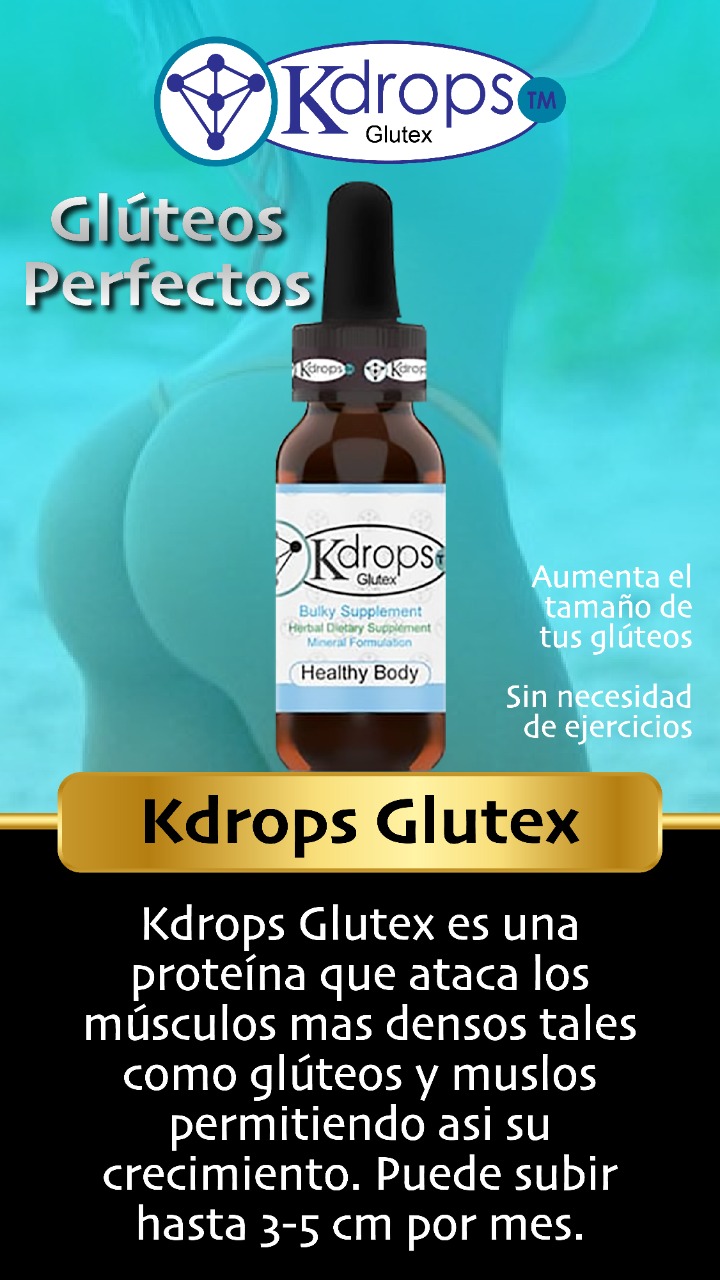 Kdrops TM
Glutex
Glúteos
Perfectos
Kdrops Kdrop
Kdrops
Glutex
Bulky Supplement
Herbal Dietary Supplement
Mineral Formulation
Healthy Body
Aumenta el
tamaño de
tus glúteos
Sin necesidad
de ejercicios
Kdrops Glutex
Kdrops Glutex es una
proteína que ataca los
músculos mas densos tales
como glúteos y muslos
permitiendo asi su
crecimiento. Puede subir
hasta 3-5 cm por mes.